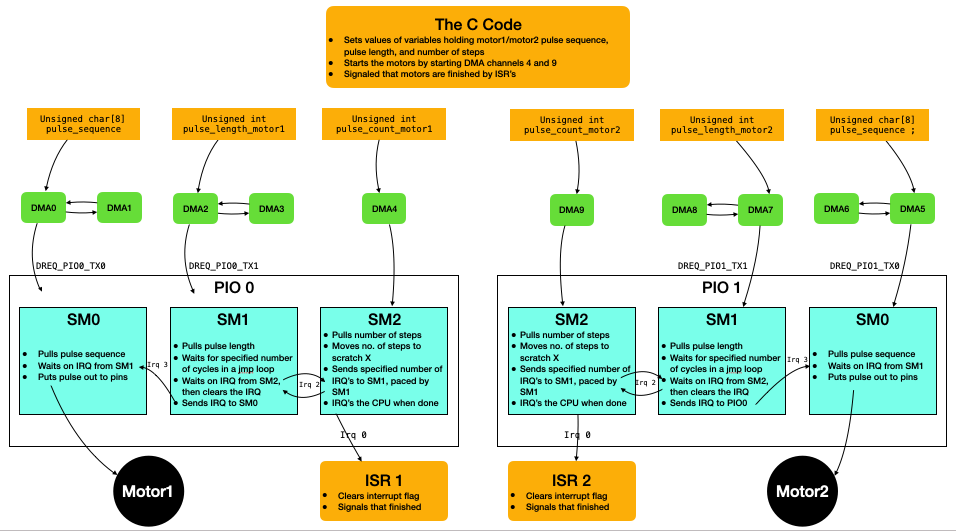 The C Code
• Sets values of variables holding motor1/motor2 pulse sequence,
pulse length, and number of steps
• Starts the motors by starting DMA channels 4 and 9
• Signaled that motors are finished by ISR's
Unsigned char[8]
pulse_sequence
Unsigned int
pulse_length_motor1
Unsigned int
pulse_count_motor1
Unsigned int
pulse_count_motor2
Unsigned int
pulse_length_motor2
Unsigned char[8]
pulse_sequence ;
DMA0
DMA1
DMA2
DMA3
DMA4
DMA9
DMA8
DMA7
DMA6
DMA5
DREQ_PIO0_TX0
DREQ_PIO0_TX1
DREQ_PIO1_TX1
DREQ_PIO1_TX0
PIO 0
SM0
• Pulls pulse sequence
• Waits on IRQ from SM1
• Puts pulse out to pins
Irq 3
SM1
• Pulls pulse length
• Waits for specified number
of cycles in a jmp loop
• Waits on IRQ from SM2,
then clears the IRQ
• Sends IRQ to SM0
Irq 2
SM2
• Pulls number of steps
• Moves no. of steps to
scratch X
• Sends specified number of
IRQ's to SM1, paced by
SM1
• IRQ's the CPU when done
PIO 1
SM2
• Pulls number of steps
• Moves no. of steps to
scratch X
• Sends specified number of
IRQ's to SM1, paced by
SM1
• IRQ's the CPU when done
Irq 2
SM1
• Pulls pulse length
• Waits for specified number
of cycles in a jmp loop
• Waits on IRQ from SM2,
then clears the IRQ
• Sends IRQ to PIO0
Irq 3
SM0
• Pulls pulse sequence
• Waits on IRQ from SM1
• Puts pulse out to pins
Irq 0
Irq 0
Motor1
ISR 1
• Clears interrupt flag
• Signals that finished
ISR 2
• Clears interrupt flag
• Signals that finished
Motor2